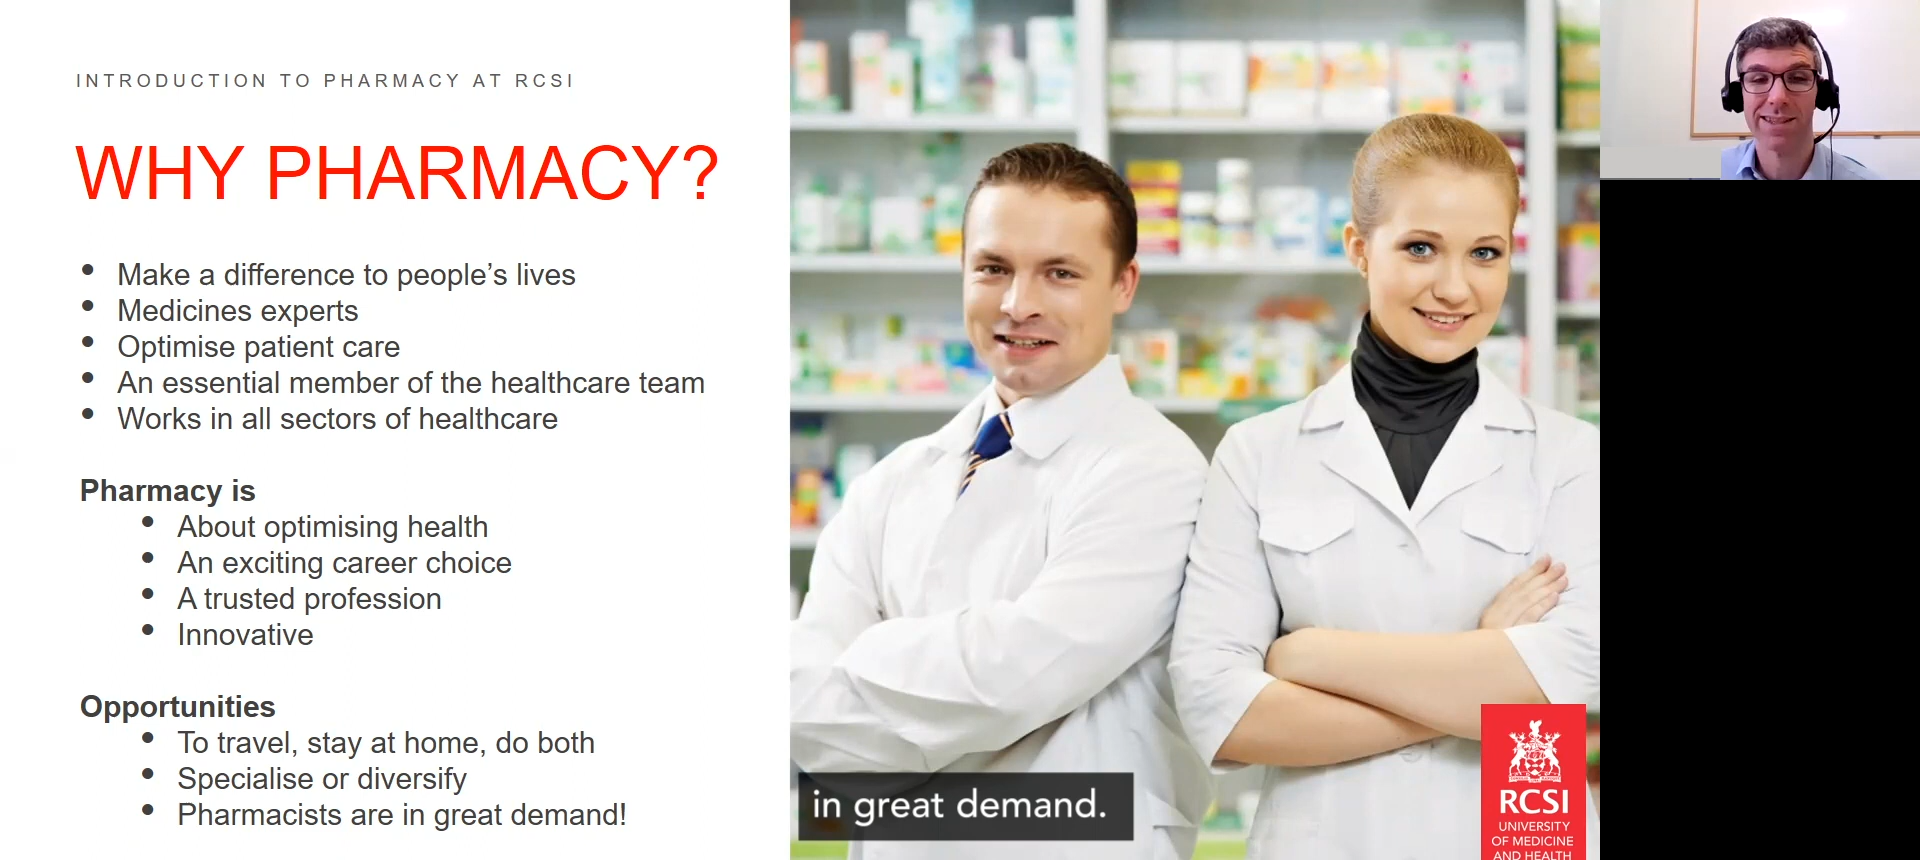 INTRODUCTION TO PHARMACY AT RCSI
WHY PHARMACY?
• Make a difference to people’s lives
• Medicines experts
• Optimise patient care
• An essential member of the healthcare team
• Works in all sectors of healthcare
Pharmacy is
• About optimising health
• An exciting career choice
• A trusted profession
• Innovative
Opportunities
• To travel, stay at home, do both
• Specialise or diversify
• Pharmacists are in great demand!
in great demand.
RCSI
UNIVERSITY
OF MEDICINE
AND HEALTH